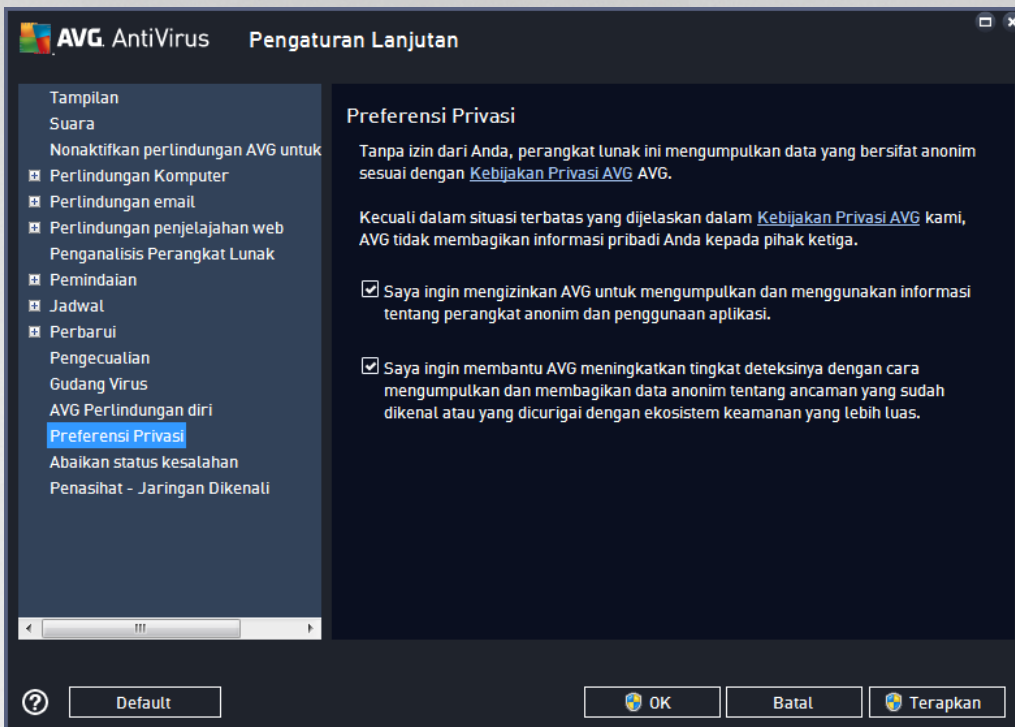 AVG AntiVirus Pengaturan Lanjutan
Tampilan
Suara
Nonaktifkan perlindungan AVG untuk
Perlindungan Komputer
Perlindungan email
Perlindungan penjelajahan web
Penganalisis Perangkat Lunak
Pemindaian
Jadwal
Perbarui
Pengecualian
Gudang Virus
AVG Perlindungan diri
Preferensi Privasi
Abaikan status kesalahan
Penasihat - Jaringan Dikenali
Preferensi Privasi
Tanpa izin dari Anda, perangkat lunak ini mengumpulkan data yang bersifat anonim
sesuai dengan Kebijakan Privasi AVG AVG.
Kecuali dalam situasi terbatas yang dijelaskan dalam Kebijakan Privasi AVG kami,
AVG tidak membagikan informasi pribadi Anda kepada pihak ketiga.
Saya ingin mengizinkan AVG untuk mengumpulkan dan menggunakan informasi
tentang perangkat anonim dan penggunaan aplikasi.
Saya ingin membantu AVG meningkatkan tingkat deteksinya dengan cara
mengumpulkan dan membagikan data anonim tentang ancaman yang sudah
dikenal atau yang dicurigai dengan ekosistem keamanan yang lebih luas.
Default
OK
Batal
Terapkan